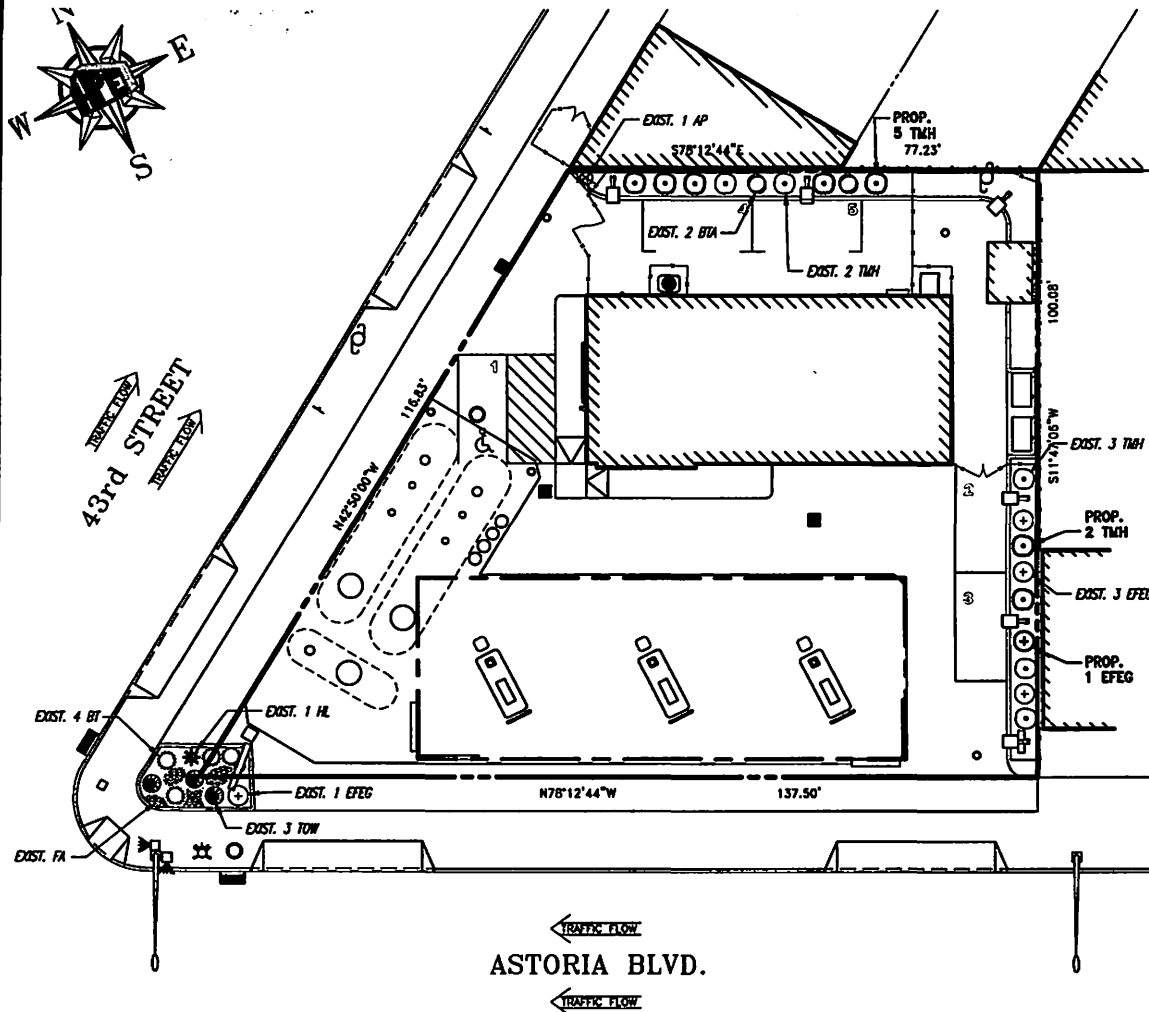 N
E
W
S
EXIST. 1 AP
PROP.
5 TMH
S78°12'44"E
77.23'
4
5
EXIST. 2 BTA
EXIST. 2 TMH
100.08'
S11°47'06"W
TRAFFIC FLOW
43rd STREET
TRAFFIC FLOW
116.83'
N42°50'00"W
1
2
3
EXIST. 3 TMH
PROP.
2 TMH
EXIST. 3 EFEG
PROP.
1 EFEG
EXIST. 4 BT
EXIST. 1 HL
EXIST. 1 EFEG
EXIST. 3 TOW
EXIST. FA
N78°12'44"W
137.50'
TRAFFIC FLOW
ASTORIA BLVD.
TRAFFIC FLOW